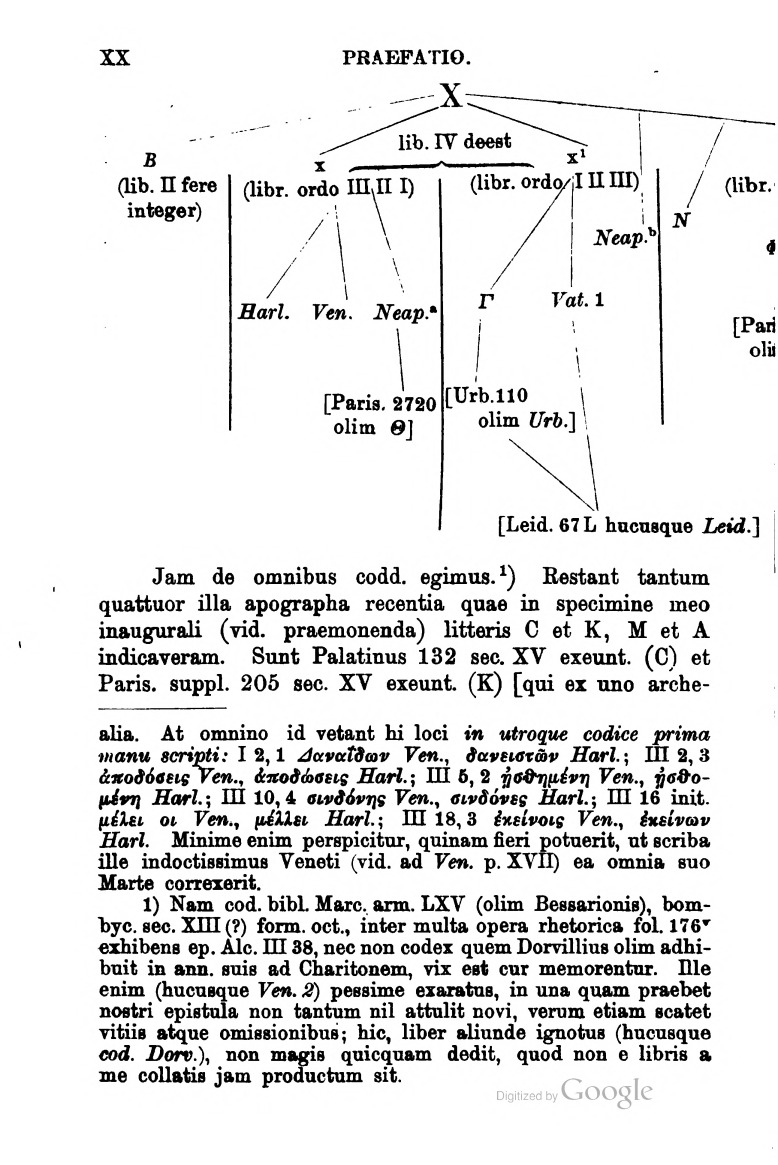 XX PRAEFATIO.
X
lib. IV deest
B
(lib. II fere
integer)
x
(libr. ordo III II I)
x¹
(libr. ordo I II III)
Neap.ᵇ
N
(libr.
Harl. Ven. Neap.ᵃ
Γ Vat. 1
[Paris. 2720
olim Θ]
[Urb. 110
olim Urb.]
[Leid. 67 L hucusque Leid.]
Jam de omnibus codd. egimus.¹) Restant tantum
quattuor illa apographa recentia quae in specimine meo
inaugurali (vid. praemonenda) litteris C et K, M et A
indicaveram. Sunt Palatinus 132 sec. XV exeunt. (C) et
Paris. suppl. 205 sec. XV exeunt. (K) [qui ex uno arche-
alia. At omnino id vetant hi loci in utroque codice prima
manu scripti: I 2, 1 Δαναΐδων Ven., δανειστῶν Harl.; III 2, 3
ἀποδόσεις Ven., ἀποδώσεις Harl.; III 5, 2 ᾐσθημένη Ven., ᾐσθο-
μένη Harl.; III 10, 4 σινδόνης Ven., σινδόνες Harl.; III 16 init.
μέλει οι Ven., μέλλει Harl.; III 18, 3 ἐκείνοις Ven., ἐκείνων
Harl. Minime enim perspicitur, quinam fieri potuerit, ut scriba
ille indoctissimus Veneti (vid. ad Ven. p. XVII) ea omnia suo
Marte correxerit.
1) Nam cod. bibl. Marc. arm. LXV (olim Bessarionis), bom-
byc. sec. XIII (?) form. oct., inter multa opera rhetorica fol. 176ᵛ
exhibens ep. Alc. III 38, nec non codex quem Dorvillius olim adhi-
buit in ann. suis ad Charitonem, vix est cur memorentur. Ille
enim (hucusque Ven. 2) pessime exaratus, in una quam praebet
nostri epistula non tantum nil attulit novi, verum etiam scatet
vitiis atque omissionibus; hic, liber aliunde ignotus (hucusque
cod. Dorv.), non magis quicquam dedit, quod non e libris a
me collatis jam productum sit.
Digitized by Google